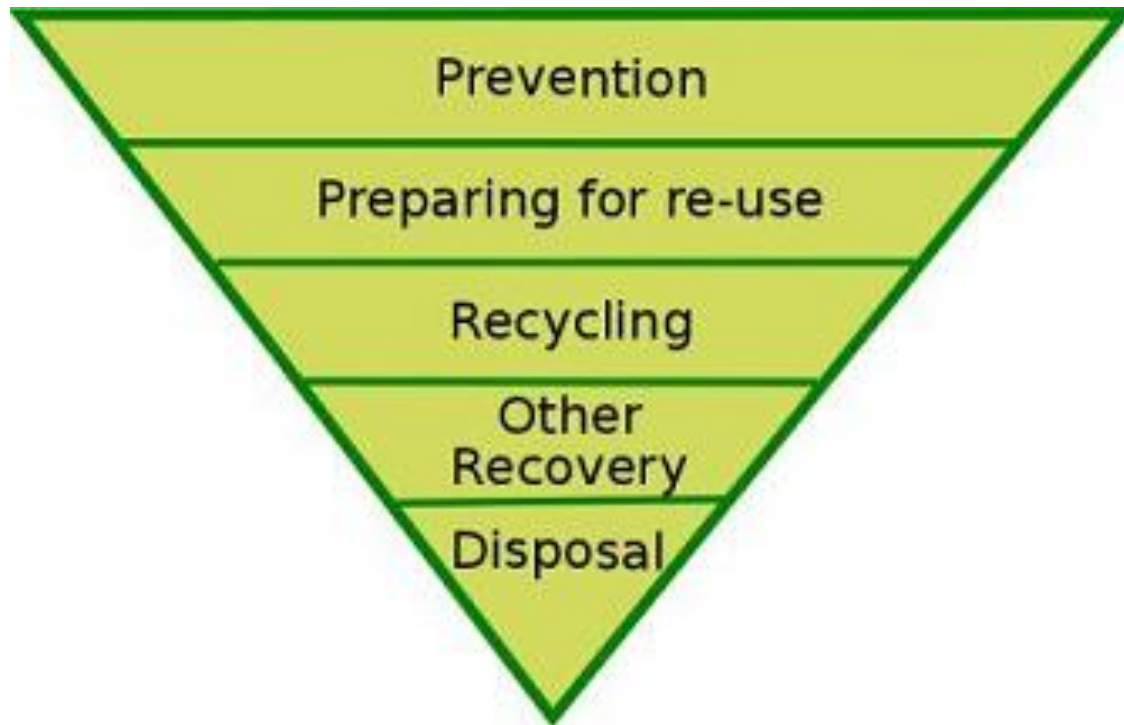 Prevention
Preparing for re-use
Recycling
Other
Recovery
Disposal